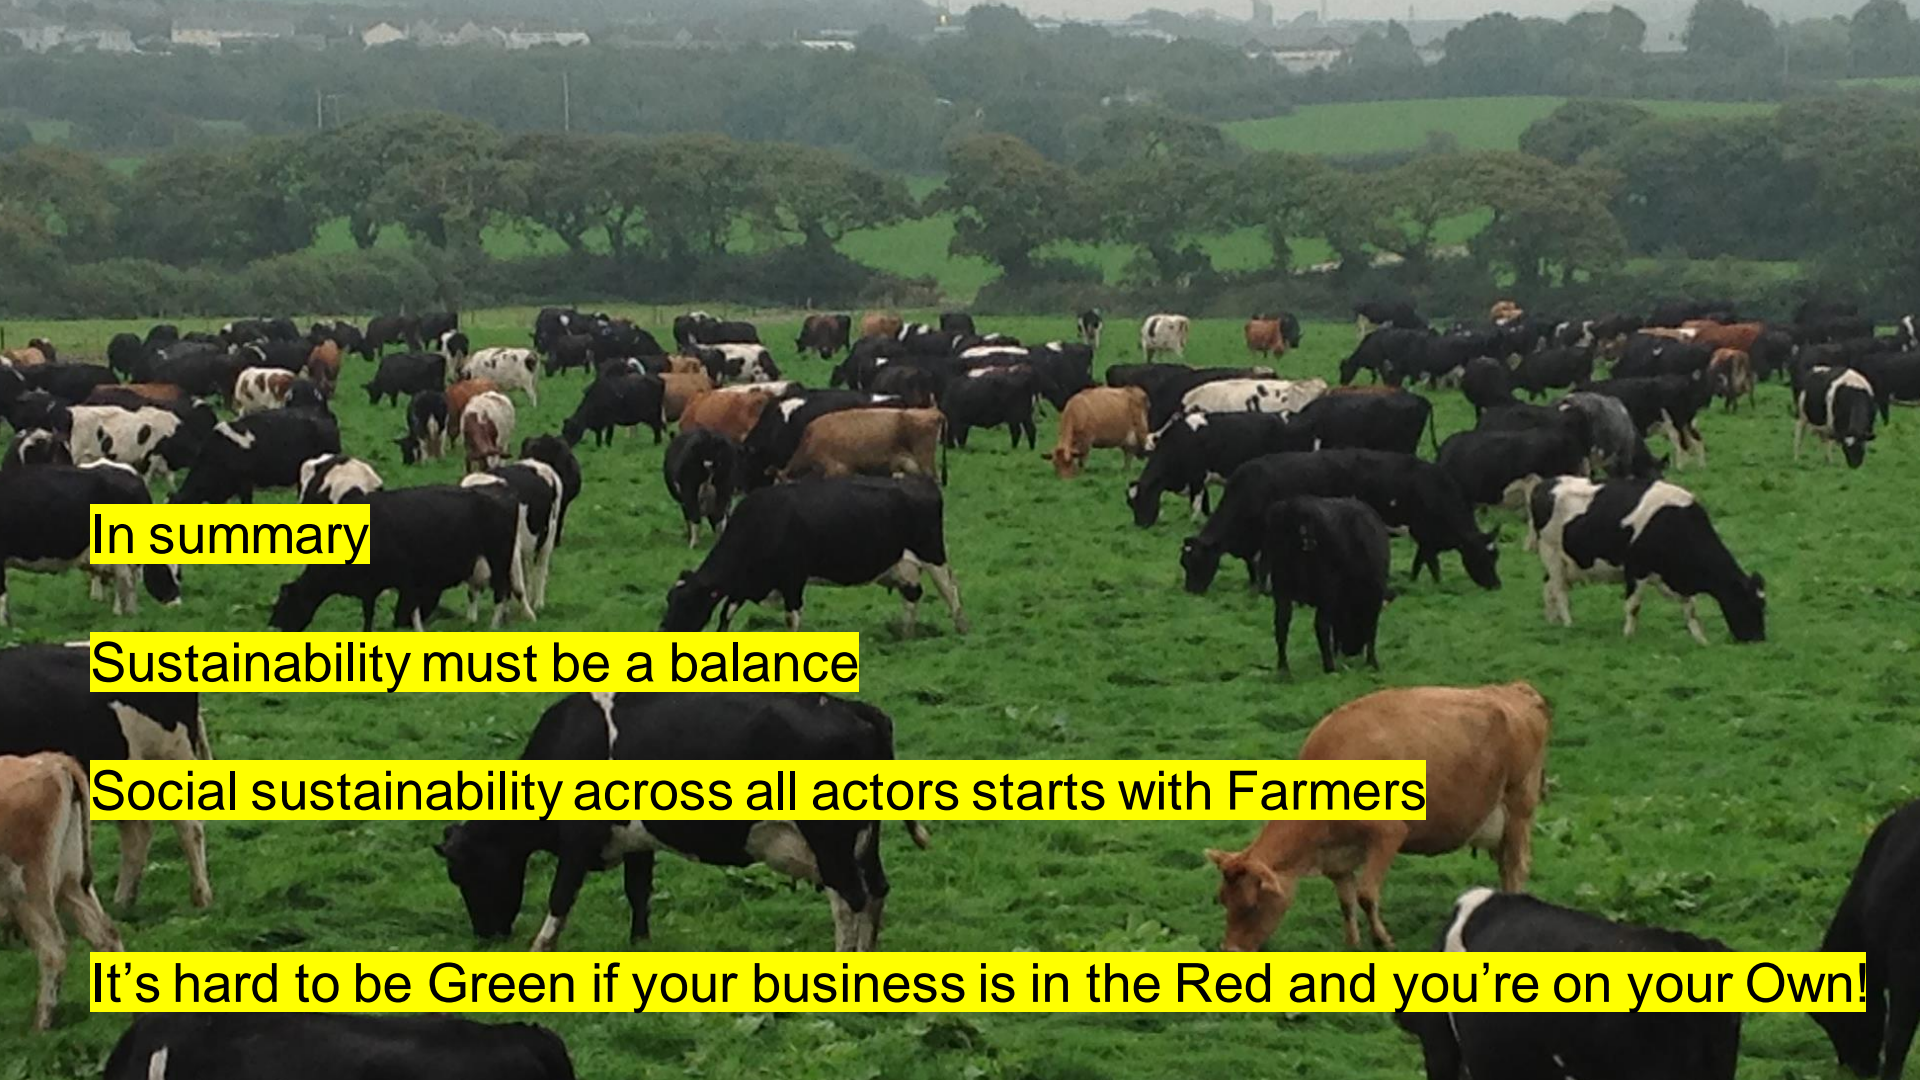 In summary
Sustainability must be a balance
Social sustainability across all actors starts with Farmers
It’s hard to be Green if your business is in the Red and you’re on your Own!